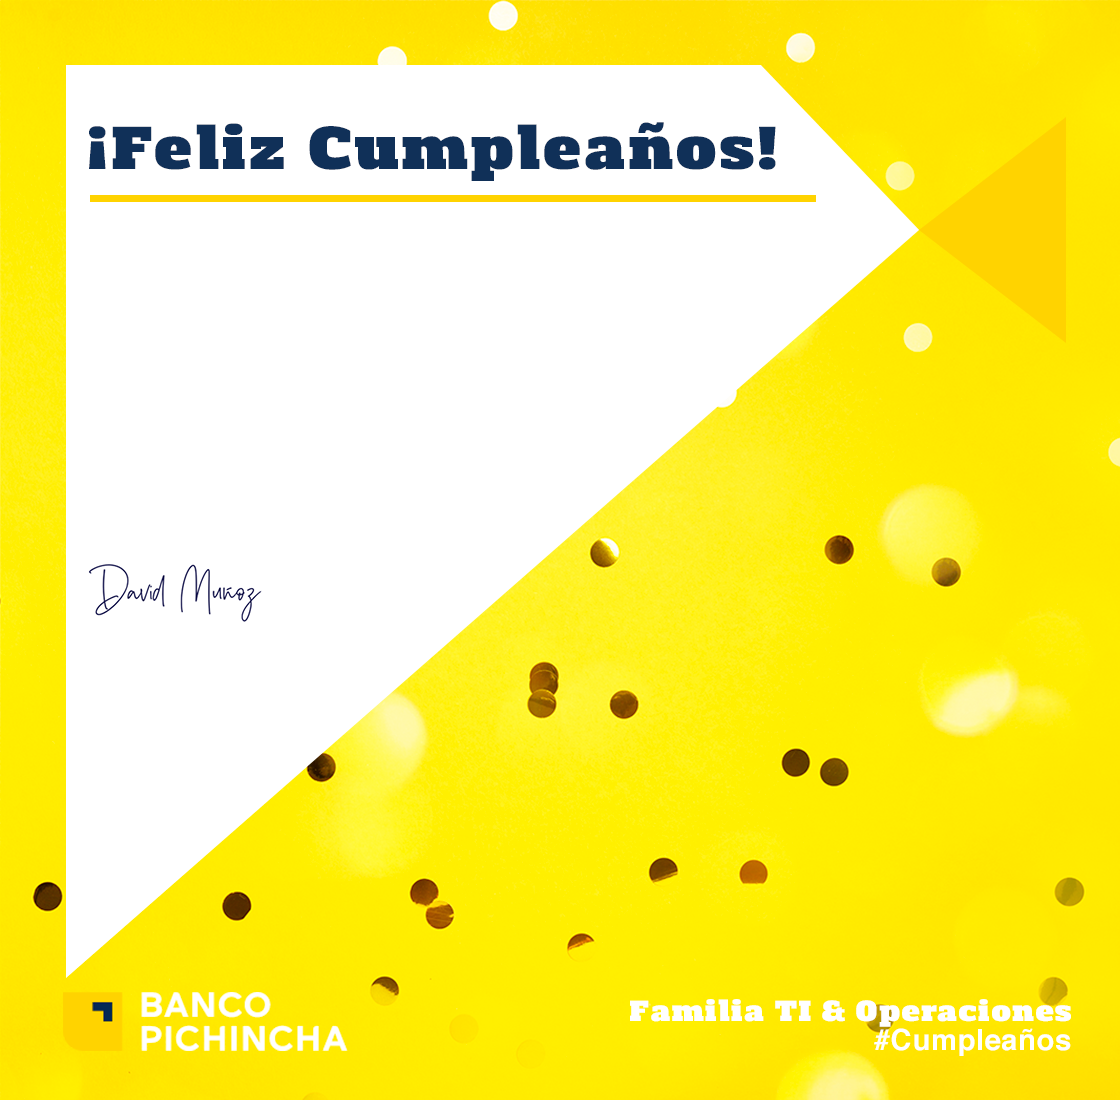 ¡Feliz Cumpleaños!
David Muñoz
BANCO
PICHINCHA
Familia TI & Operaciones
#Cumpleaños